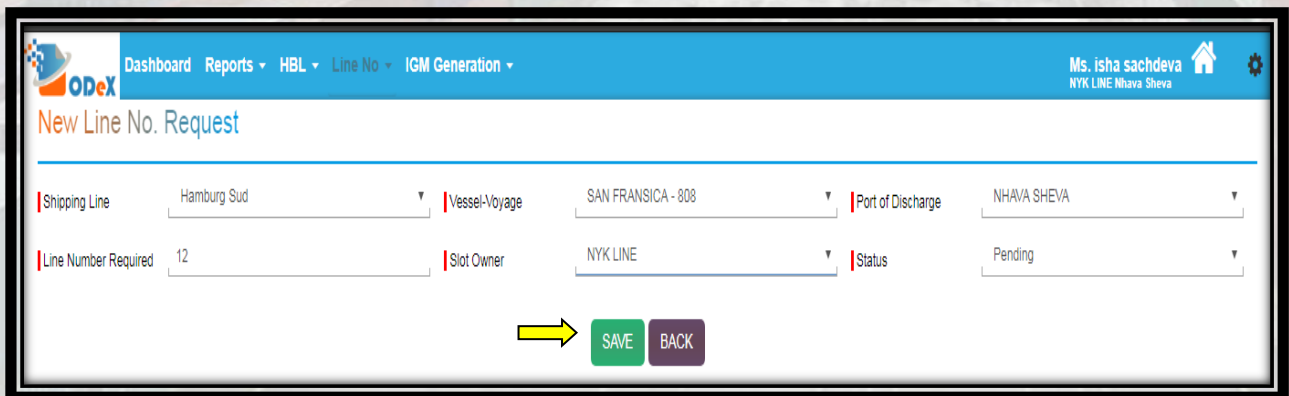 ODeX Dashboard Reports HBL Line No IGM Generation Ms. isha sachdeva
NYK LINE Nhava Sheva
New Line No. Request
Shipping Line Hamburg Sud Vessel-Voyage SAN FRANSICA - 808 Port of Discharge NHAVA SHEVA
Line Number Required 12 Slot Owner NYK LINE Status Pending
SAVE BACK